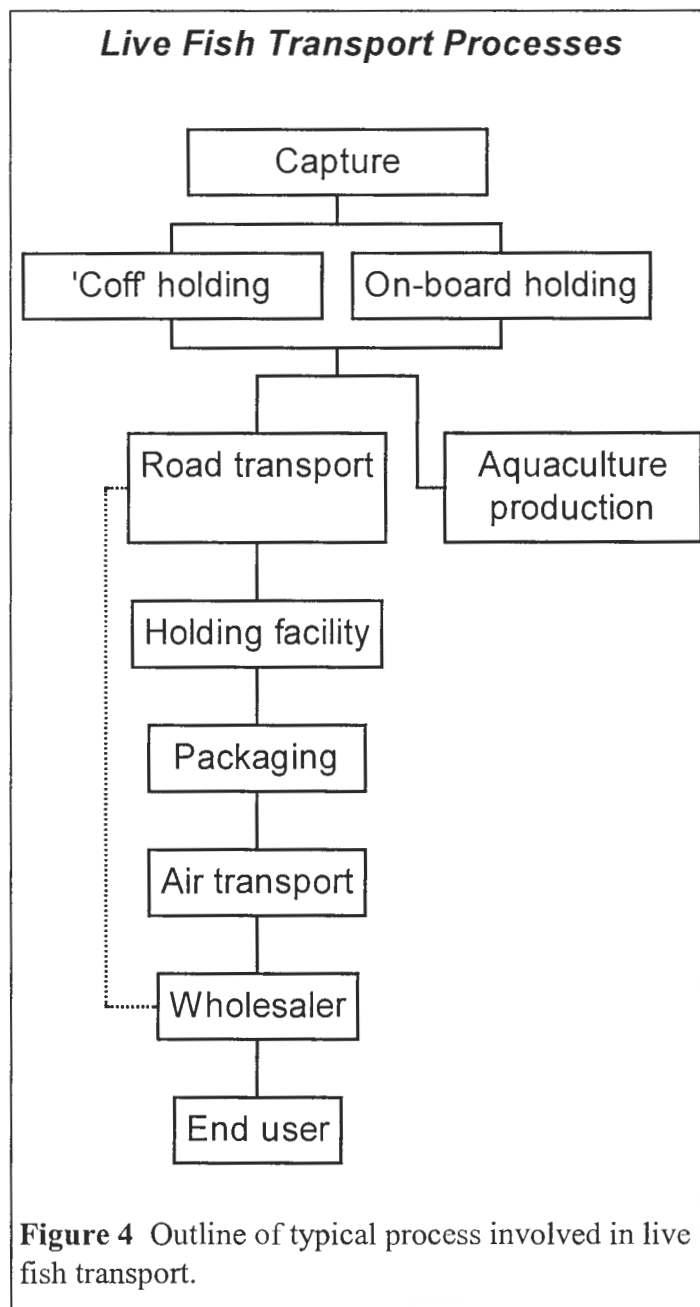 Live Fish Transport Processes
Capture
'Coff' holding
On-board holding
Road transport
Aquaculture
production
Holding facility
Packaging
Air transport
Wholesaler
End user
Figure 4 Outline of typical process involved in live
fish transport.